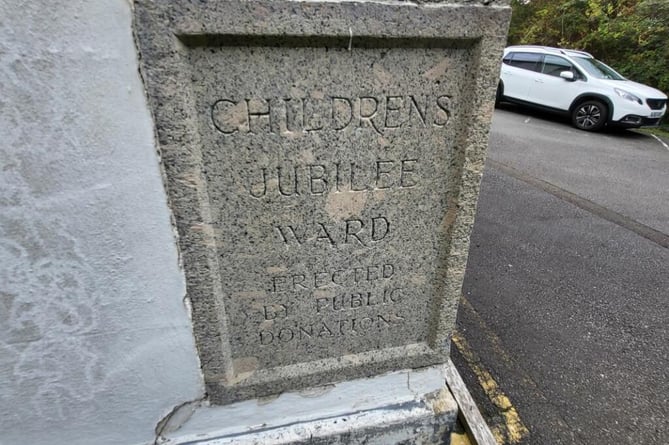 CHILDRENS
JUBILEE
WARD
ERECTED
BY PUBLIC
DONATIONS